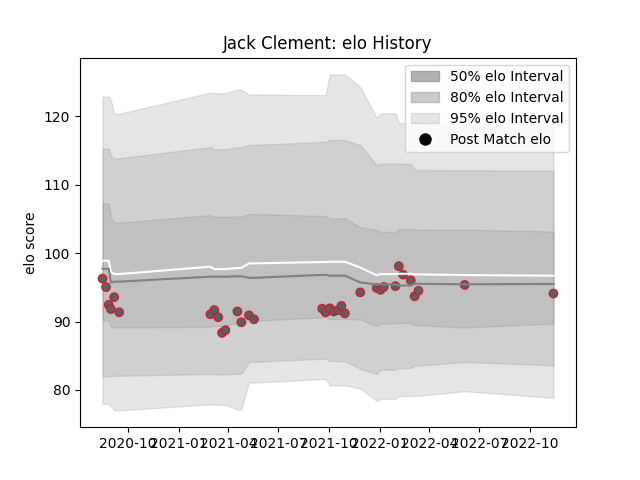 Jack Clement: elo History
50% elo Interval
80% elo Interval
95% elo Interval
Post Match elo
elo score
120
110
100
90
80
2020-10 2021-01 2021-04 2021-07 2021-10 2022-01 2022-04 2022-07 2022-10